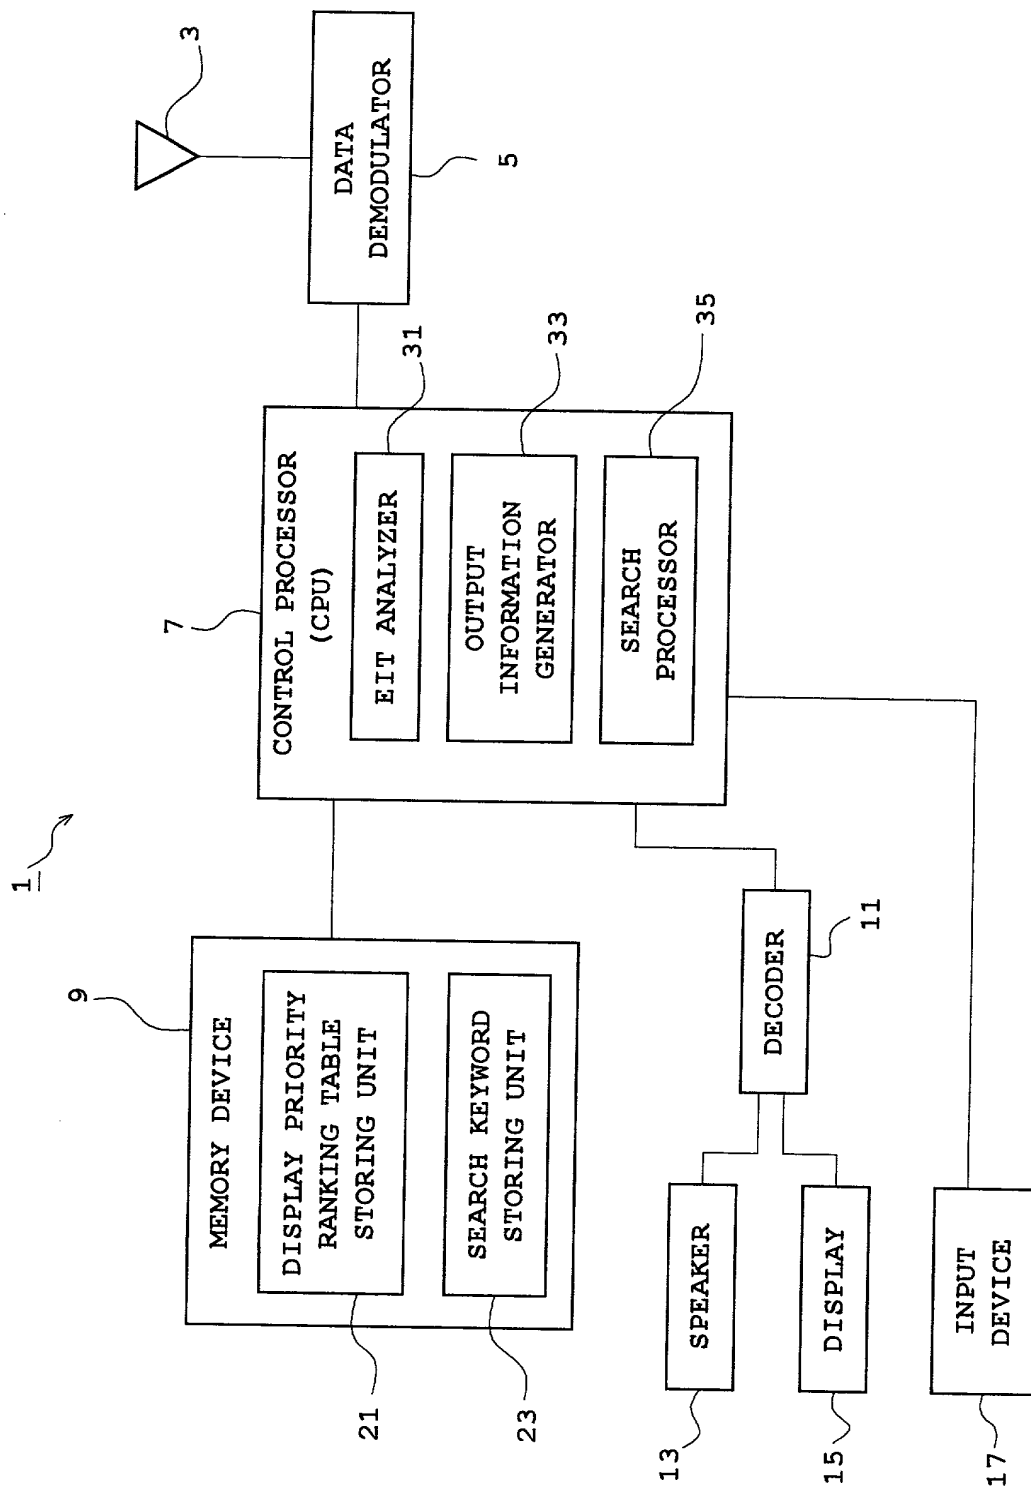 1
3
DATA
DEMODULATOR
5
7
CONTROL PROCESSOR
(CPU)
EIT ANALYZER
31
OUTPUT
INFORMATION
GENERATOR
33
SEARCH
PROCESSOR
35
9
MEMORY DEVICE
DISPLAY PRIORITY
RANKING TABLE
STORING UNIT
21
SEARCH KEYWORD
STORING UNIT
23
DECODER
11
SPEAKER
13
DISPLAY
15
INPUT
DEVICE
17